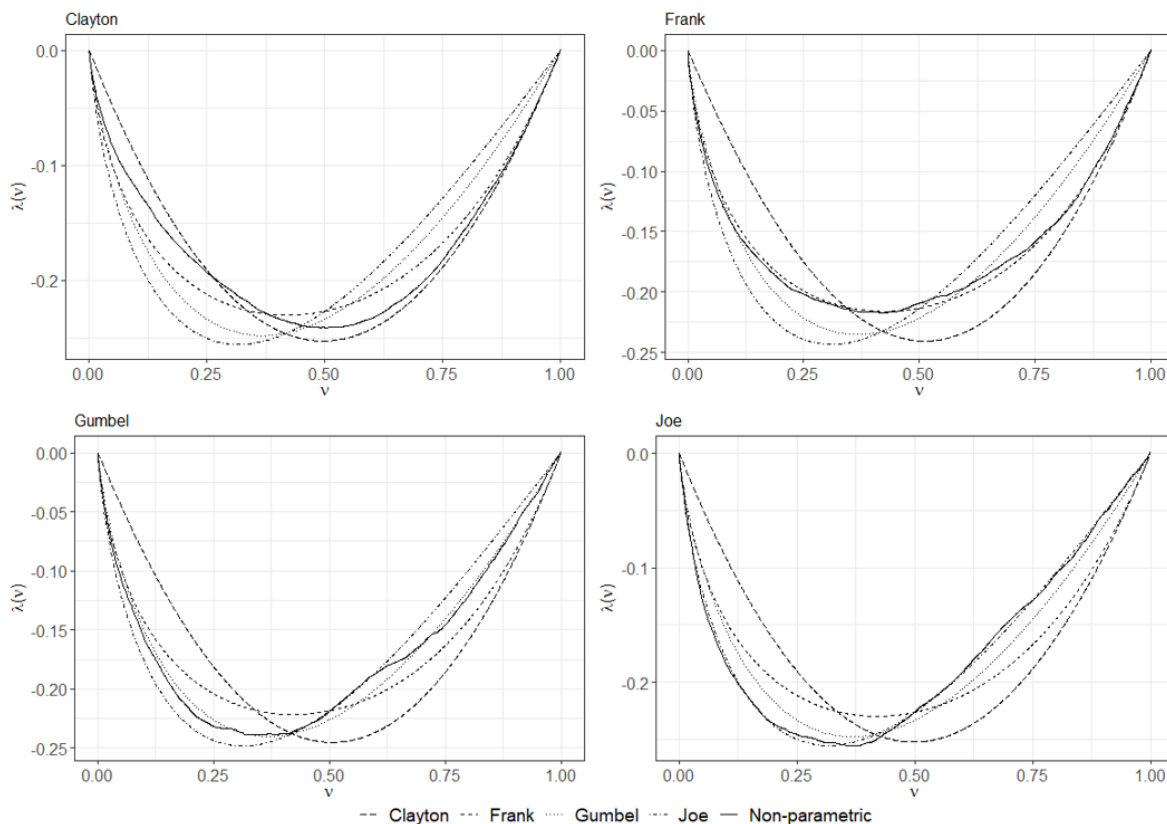 Clayton
0.0
-0.1
-0.2
λ(ν)
0.00 0.25 0.50 0.75 1.00
ν
Frank
0.00
-0.05
-0.10
-0.15
-0.20
-0.25
λ(ν)
0.00 0.25 0.50 0.75 1.00
ν
Gumbel
0.00
-0.05
-0.10
-0.15
-0.20
-0.25
λ(ν)
0.00 0.25 0.50 0.75 1.00
ν
Joe
0.0
-0.1
-0.2
λ(ν)
0.00 0.25 0.50 0.75 1.00
ν
Clayton Frank Gumbel Joe Non-parametric